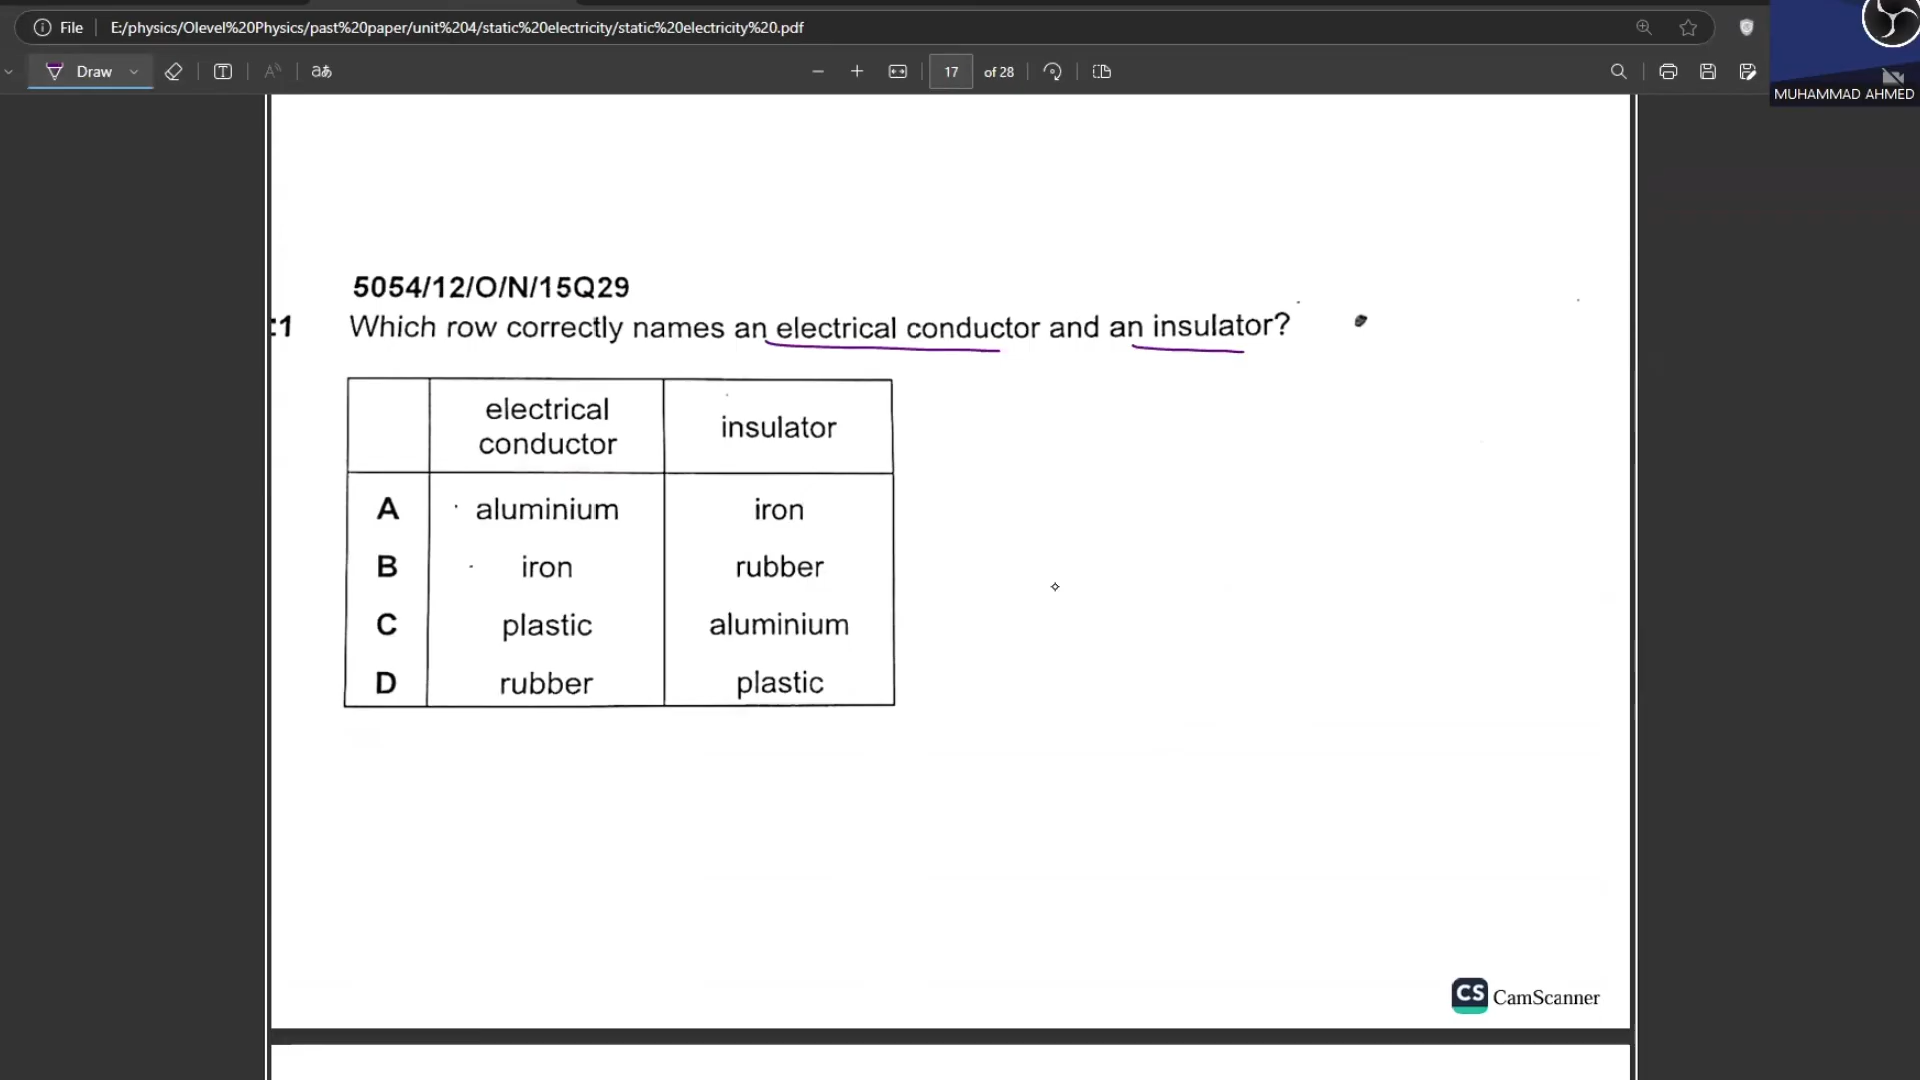 File E:/physics/Olevel%20Physics/past%20paper/unit%204/static%20electricity/static%20electricity%20.pdf
Draw 17 of 28
MUHAMMAD AHMED
5054/12/O/N/15Q29
:1 Which row correctly names an electrical conductor and an insulator?
electrical conductor insulator
A aluminium iron
B iron rubber
C plastic aluminium
D rubber plastic
CS CamScanner